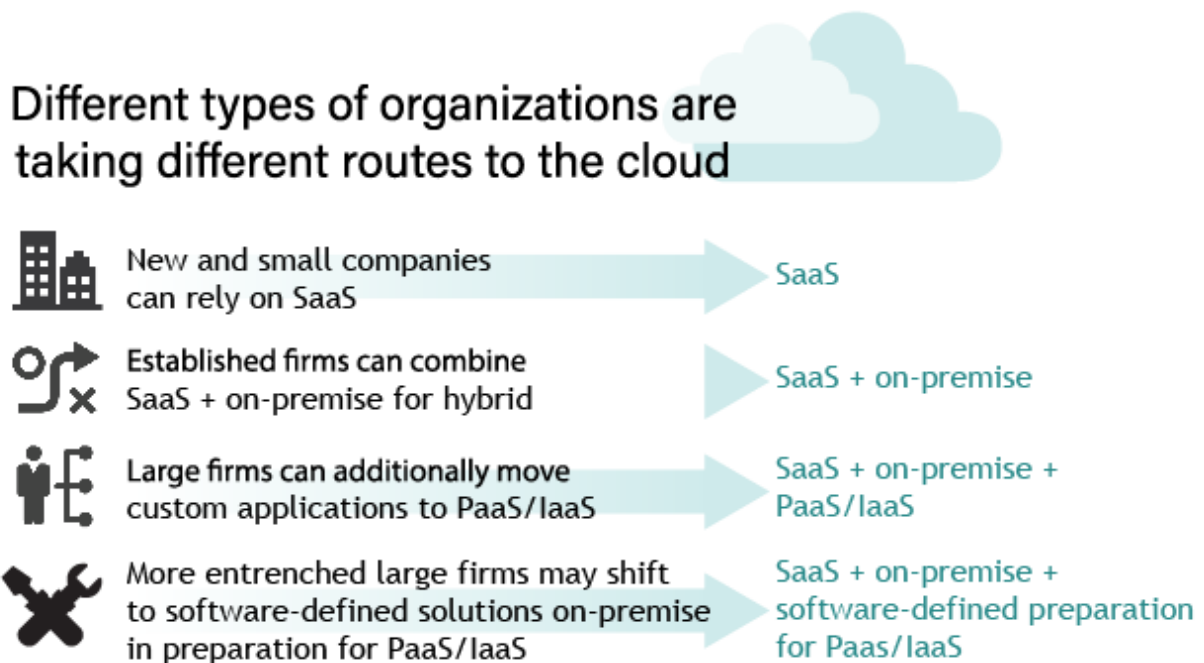 Different types of organizations are
taking different routes to the cloud
New and small companies
can rely on SaaS
SaaS
Established firms can combine
SaaS + on-premise for hybrid
SaaS + on-premise
Large firms can additionally move
custom applications to PaaS/IaaS
SaaS + on-premise +
PaaS/IaaS
More entrenched large firms may shift
to software-defined solutions on-premise
in preparation for PaaS/IaaS
SaaS + on-premise +
software-defined preparation
for Paas/IaaS